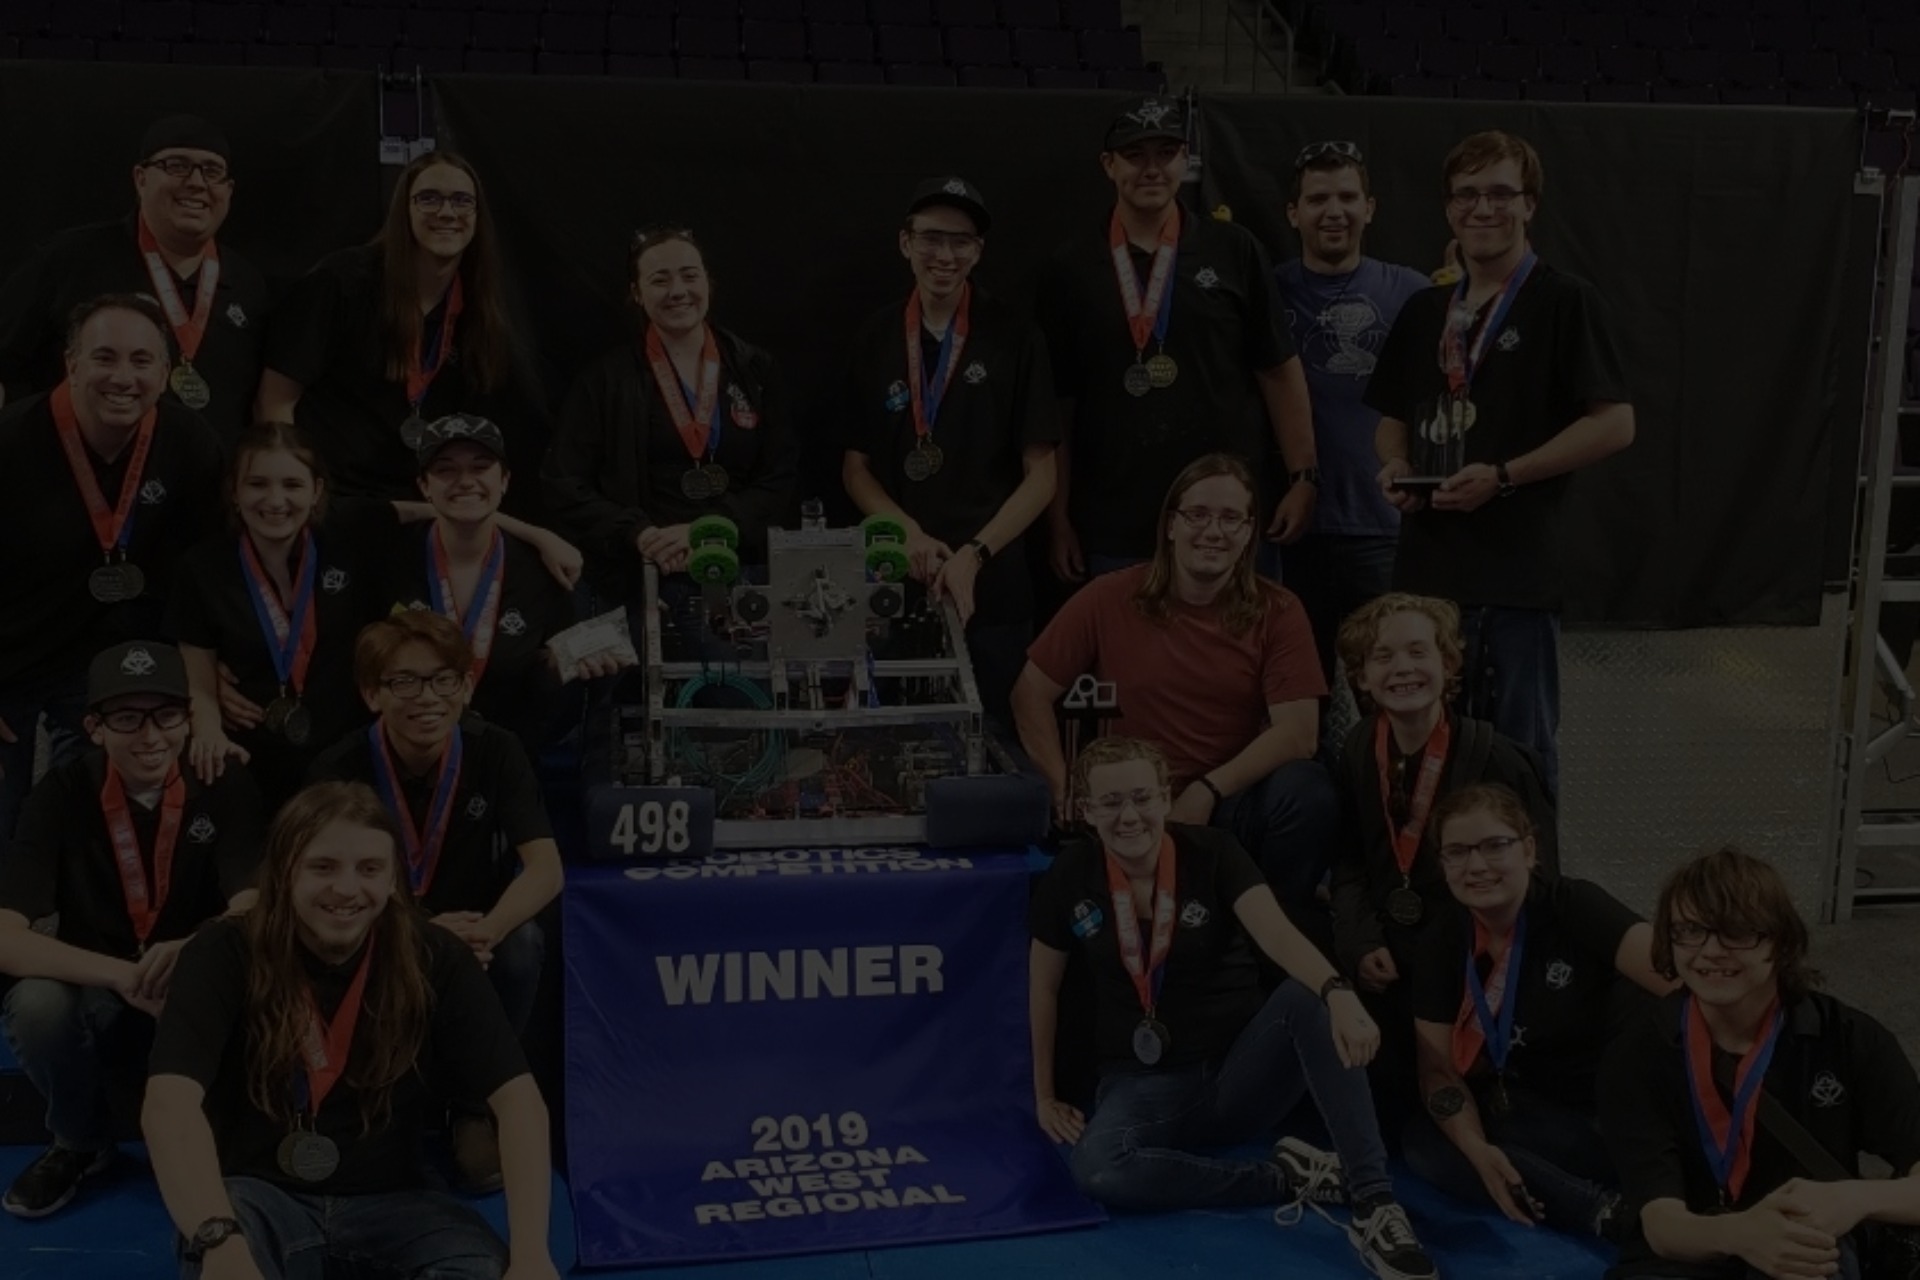 498
ROBOTICS
COMPETITION
WINNER
2019
ARIZONA
WEST
REGIONAL